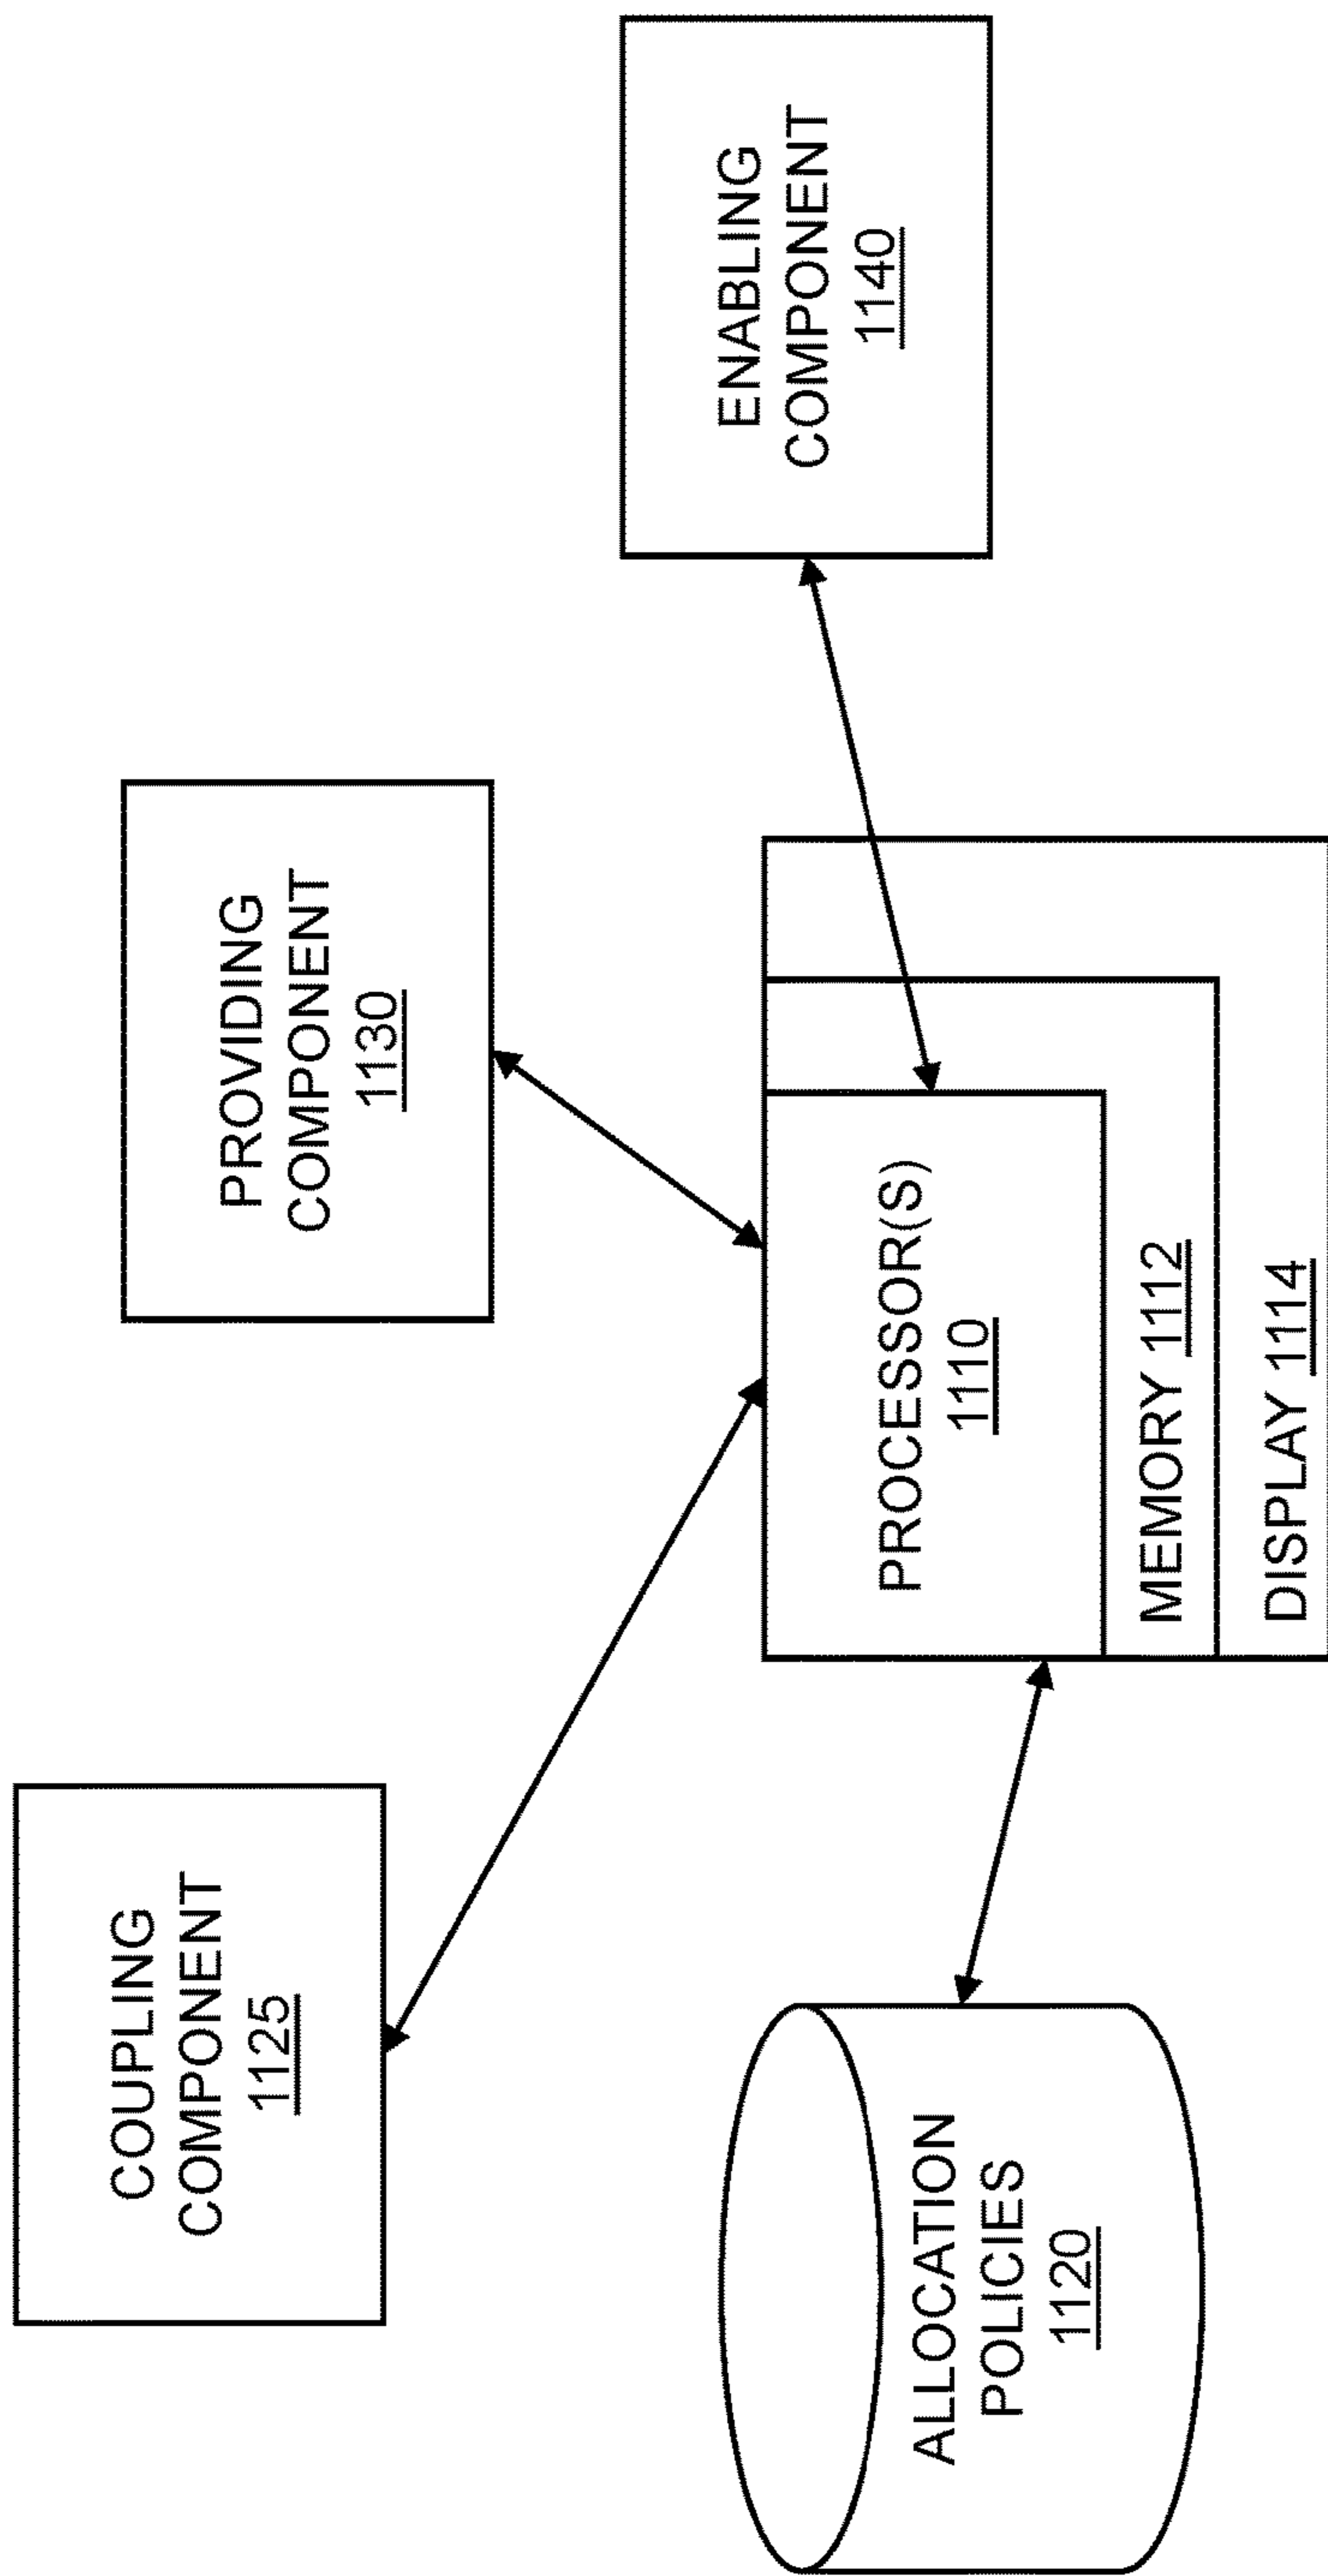 COUPLING
COMPONENT
1125
PROVIDING
COMPONENT
1130
ENABLING
COMPONENT
1140
ALLOCATION
POLICIES
1120
PROCESSOR(S)
1110
MEMORY 1112
DISPLAY 1114